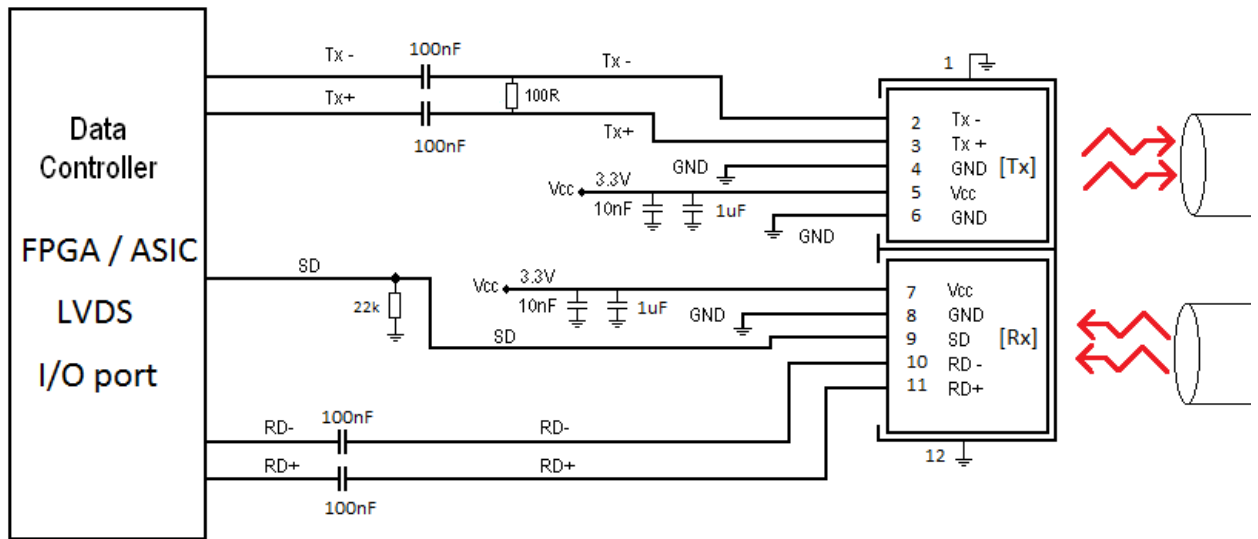 Data
Controller
FPGA / ASIC
LVDS
I/O port
Tx -
100nF
Tx -
Tx+
100R
100nF
Tx+
GND
Vcc
3.3V
10nF
1uF
GND
1
2 Tx -
3 Tx +
4 GND [Tx]
5 Vcc
6 GND
SD
22k
SD
Vcc
3.3V
10nF
1uF
GND
7 Vcc
8 GND
9 SD [Rx]
10 RD -
11 RD+
12
RD-
100nF
RD-
RD+
100nF
RD+